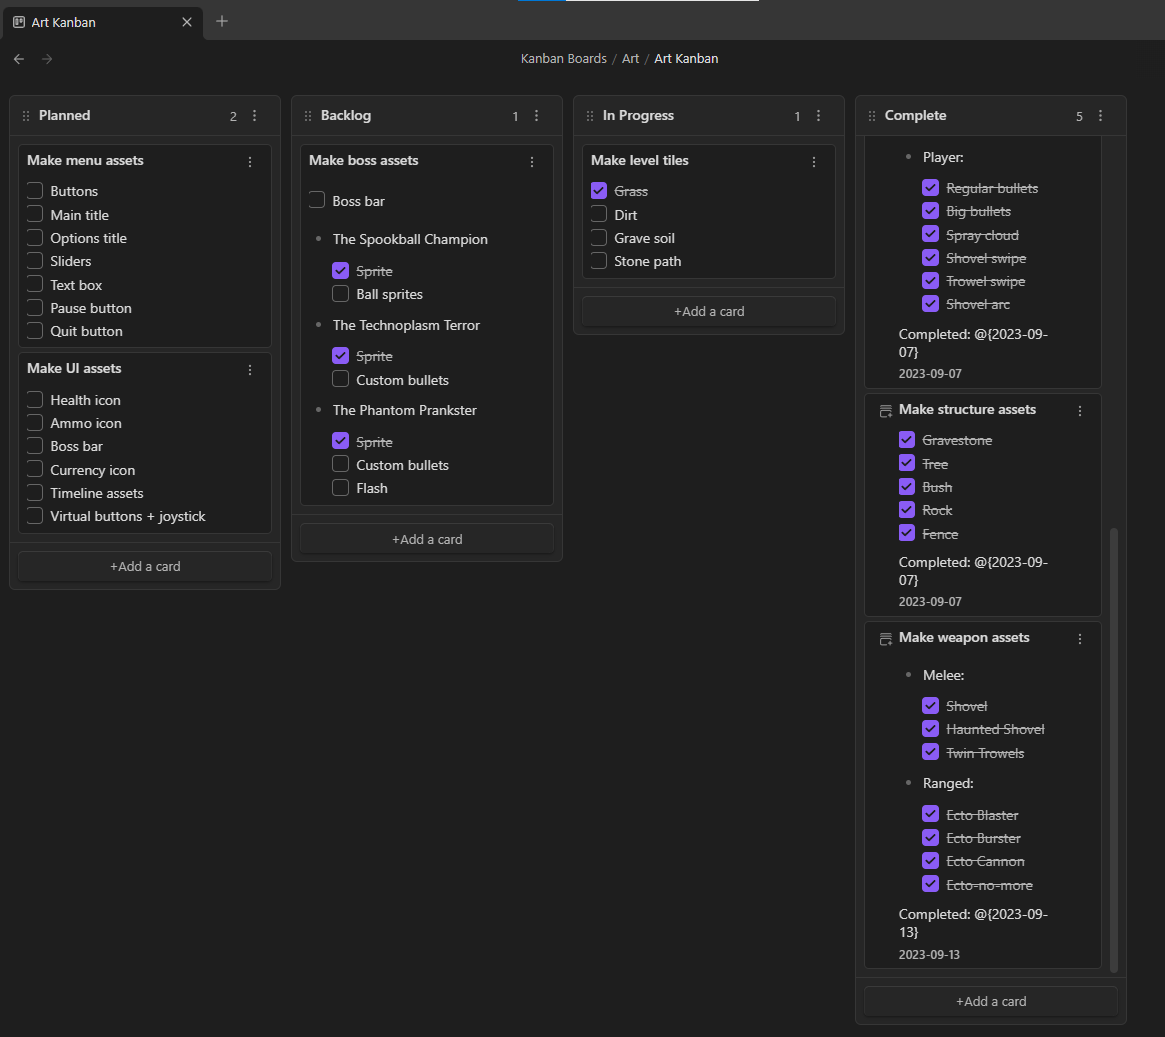 Art Kanban
Kanban Boards / Art / Art Kanban
Planned 2
Make menu assets
Buttons
Main title
Options title
Sliders
Text box
Pause button
Quit button
Make UI assets
Health icon
Ammo icon
Boss bar
Currency icon
Timeline assets
Virtual buttons + joystick
+Add a card
Backlog 1
Make boss assets
Boss bar
The Spookball Champion
Sprite
Ball sprites
The Technoplasm Terror
Sprite
Custom bullets
The Phantom Prankster
Sprite
Custom bullets
Flash
+Add a card
In Progress 1
Make level tiles
Grass
Dirt
Grave soil
Stone path
+Add a card
Complete 5
Player:
Regular bullets
Big bullets
Spray cloud
Shovel swipe
Trowel swipe
Shovel arc
Completed: @{2023-09-
07}
2023-09-07
Make structure assets
Gravestone
Tree
Bush
Rock
Fence
Completed: @{2023-09-
07}
2023-09-07
Make weapon assets
Melee:
Shovel
Haunted Shovel
Twin Trowels
Ranged:
Ecto Blaster
Ecto Burster
Ecto Cannon
Ecto-no-more
Completed: @{2023-09-
13}
2023-09-13
+Add a card